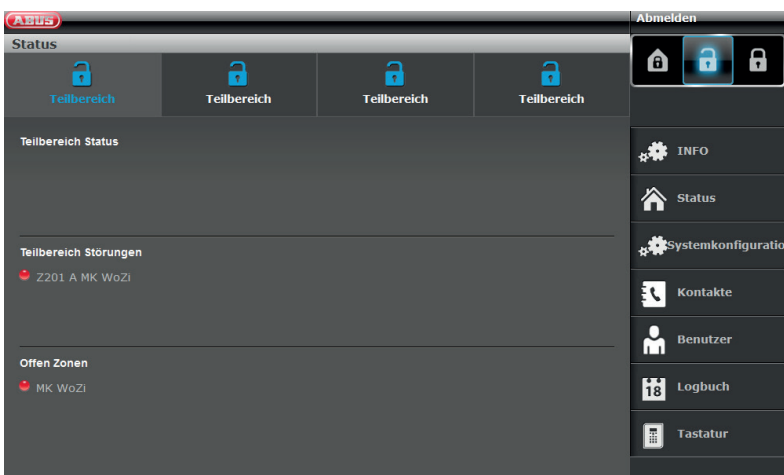 ABUS
Abmelden
Status
Teilbereich
Teilbereich
Teilbereich
Teilbereich
Teilbereich Status
Teilbereich Störungen
Z201 A MK WoZi
Offen Zonen
MK WoZi
INFO
Status
Systemkonfiguratio
Kontakte
Benutzer
18
Logbuch
Tastatur